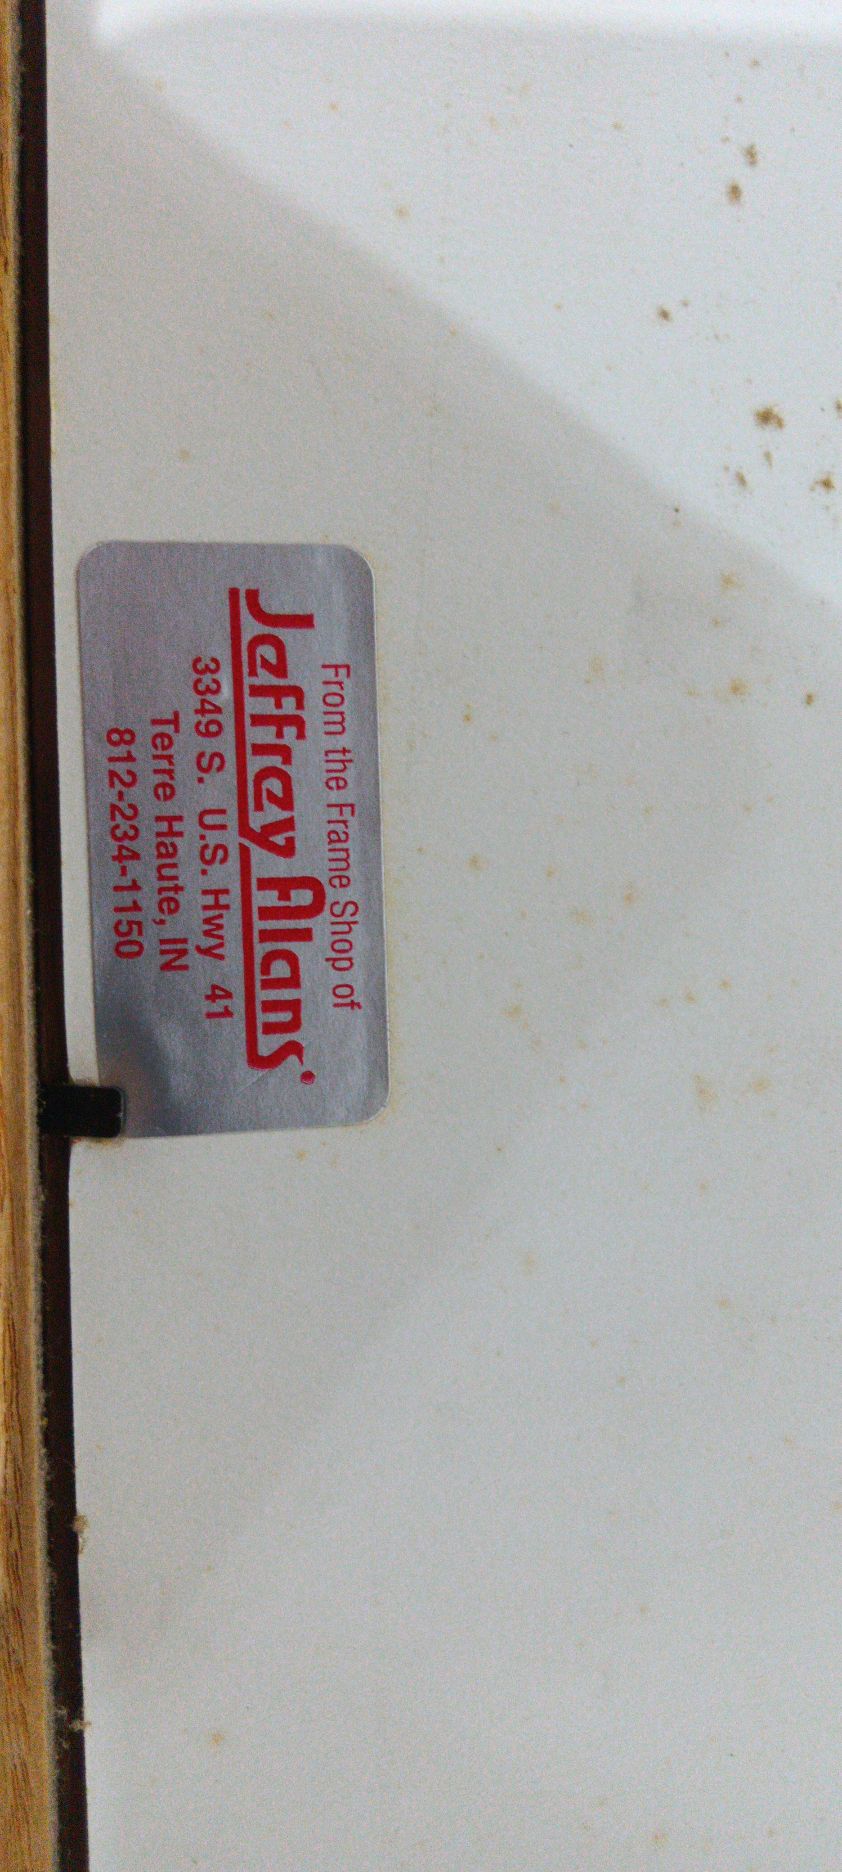 From the Frame Shop of
Jeffrey Alans'
3349 S. U.S. Hwy 41
Terre Haute, IN
812-234-1150